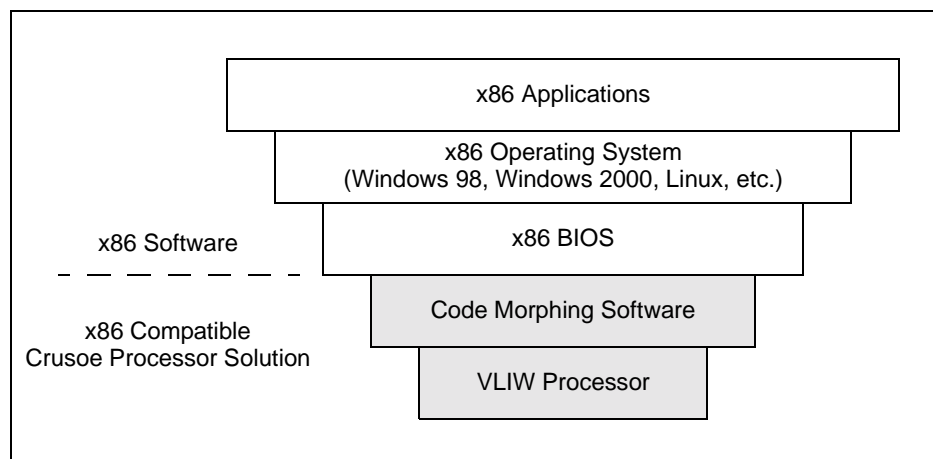 x86 Applications
x86 Operating System
(Windows 98, Windows 2000, Linux, etc.)
x86 BIOS
x86 Software
Code Morphing Software
x86 Compatible
Crusoe Processor Solution
VLIW Processor